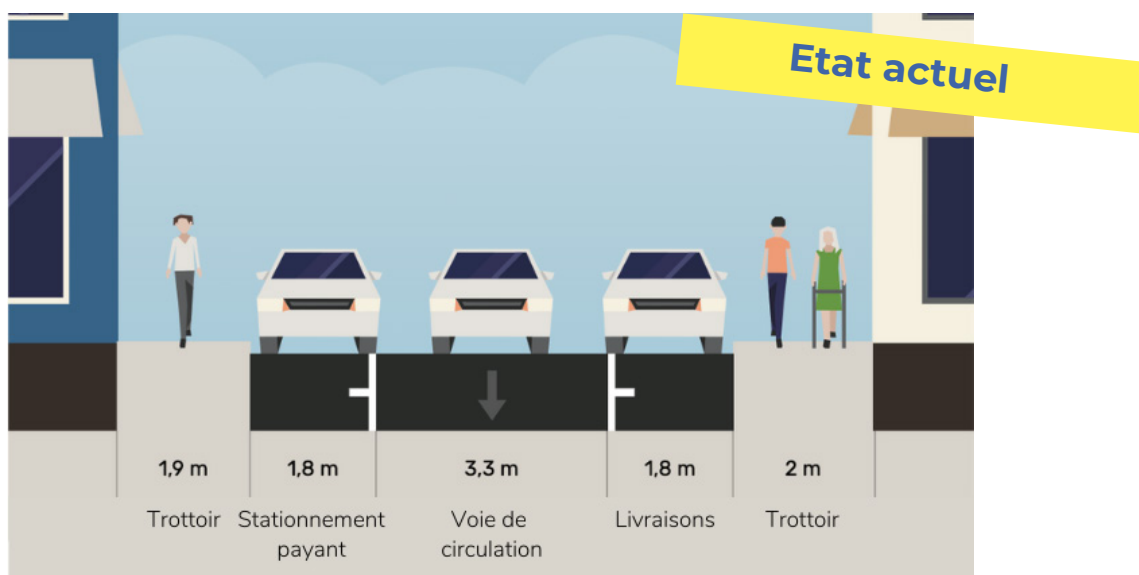 Etat actuel
1,9 m 1,8 m 3,3 m 1,8 m 2 m
Trottoir Stationnement payant Voie de circulation Livraisons Trottoir